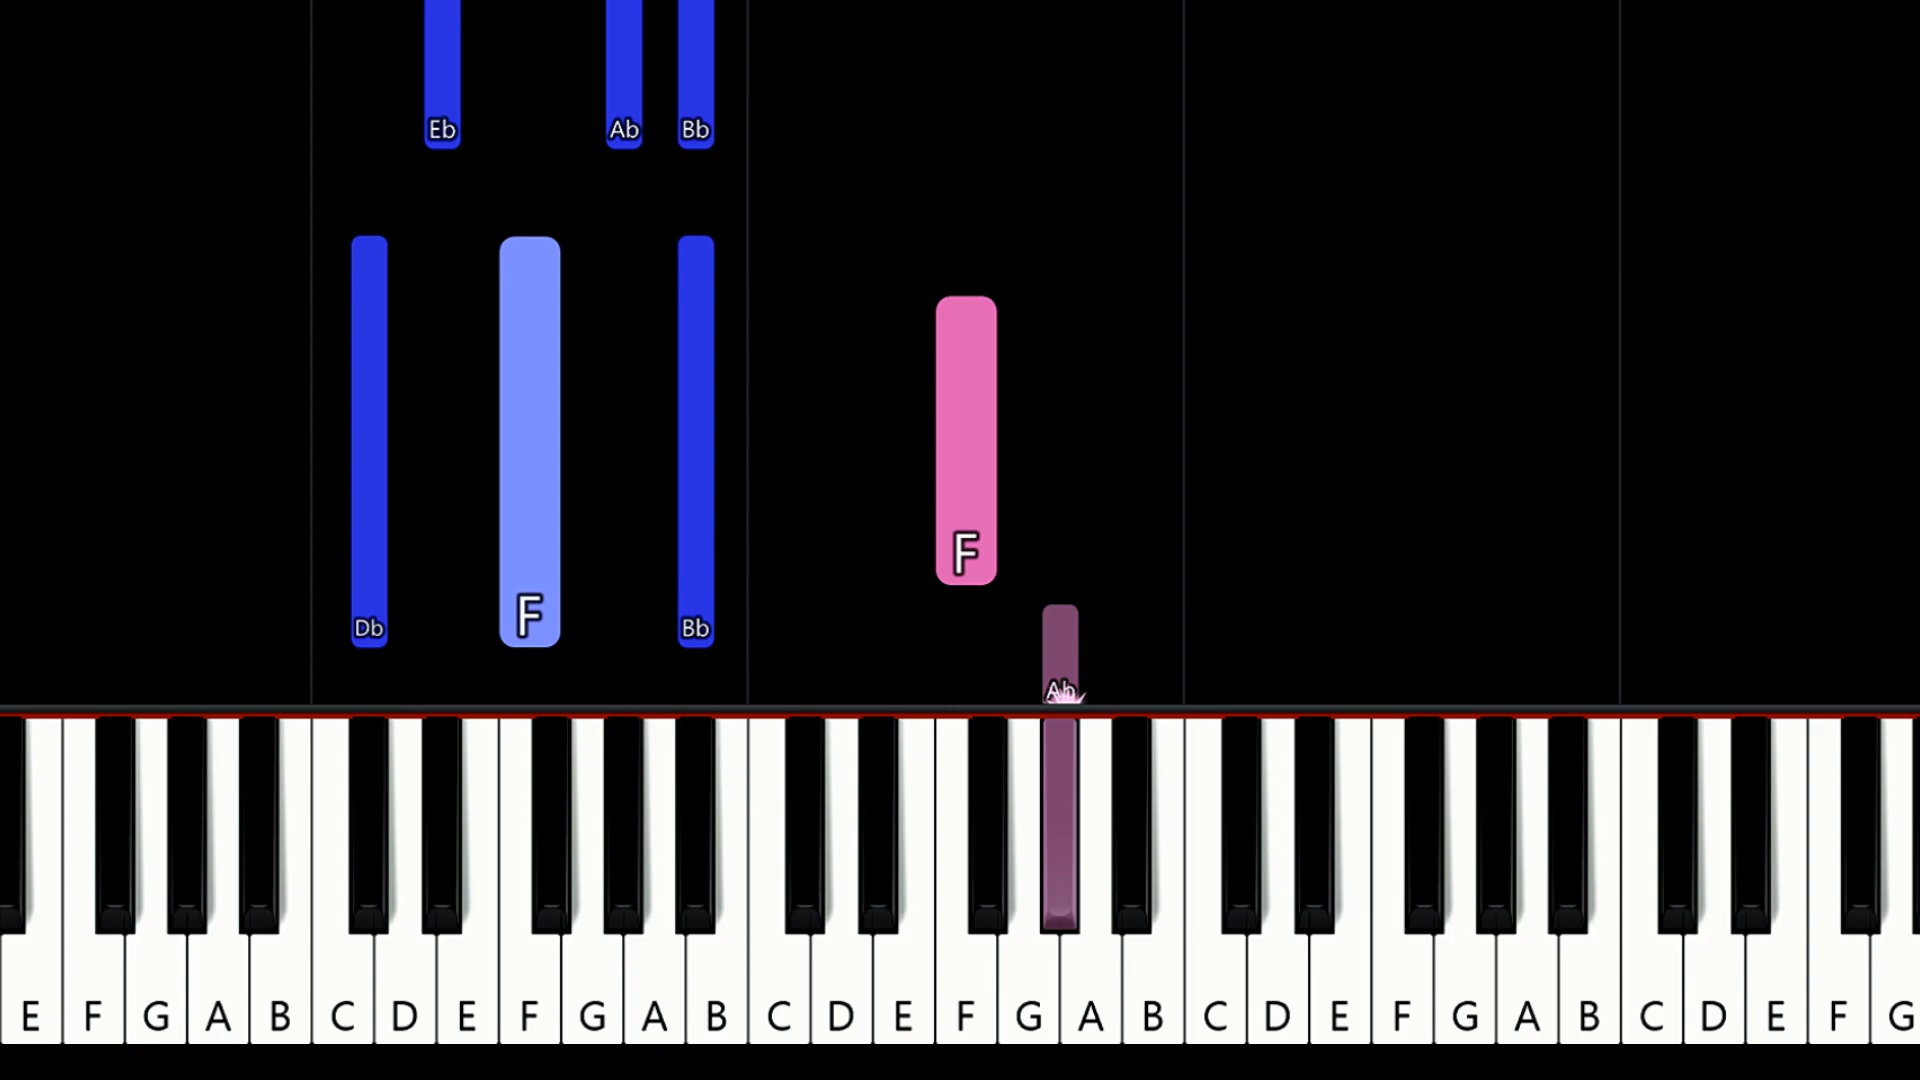 Eb Ab Bb
F
F
Db Bb
Ab
E F G A B C D E F G A B C D E F G A B C D E F G A B C D E F G